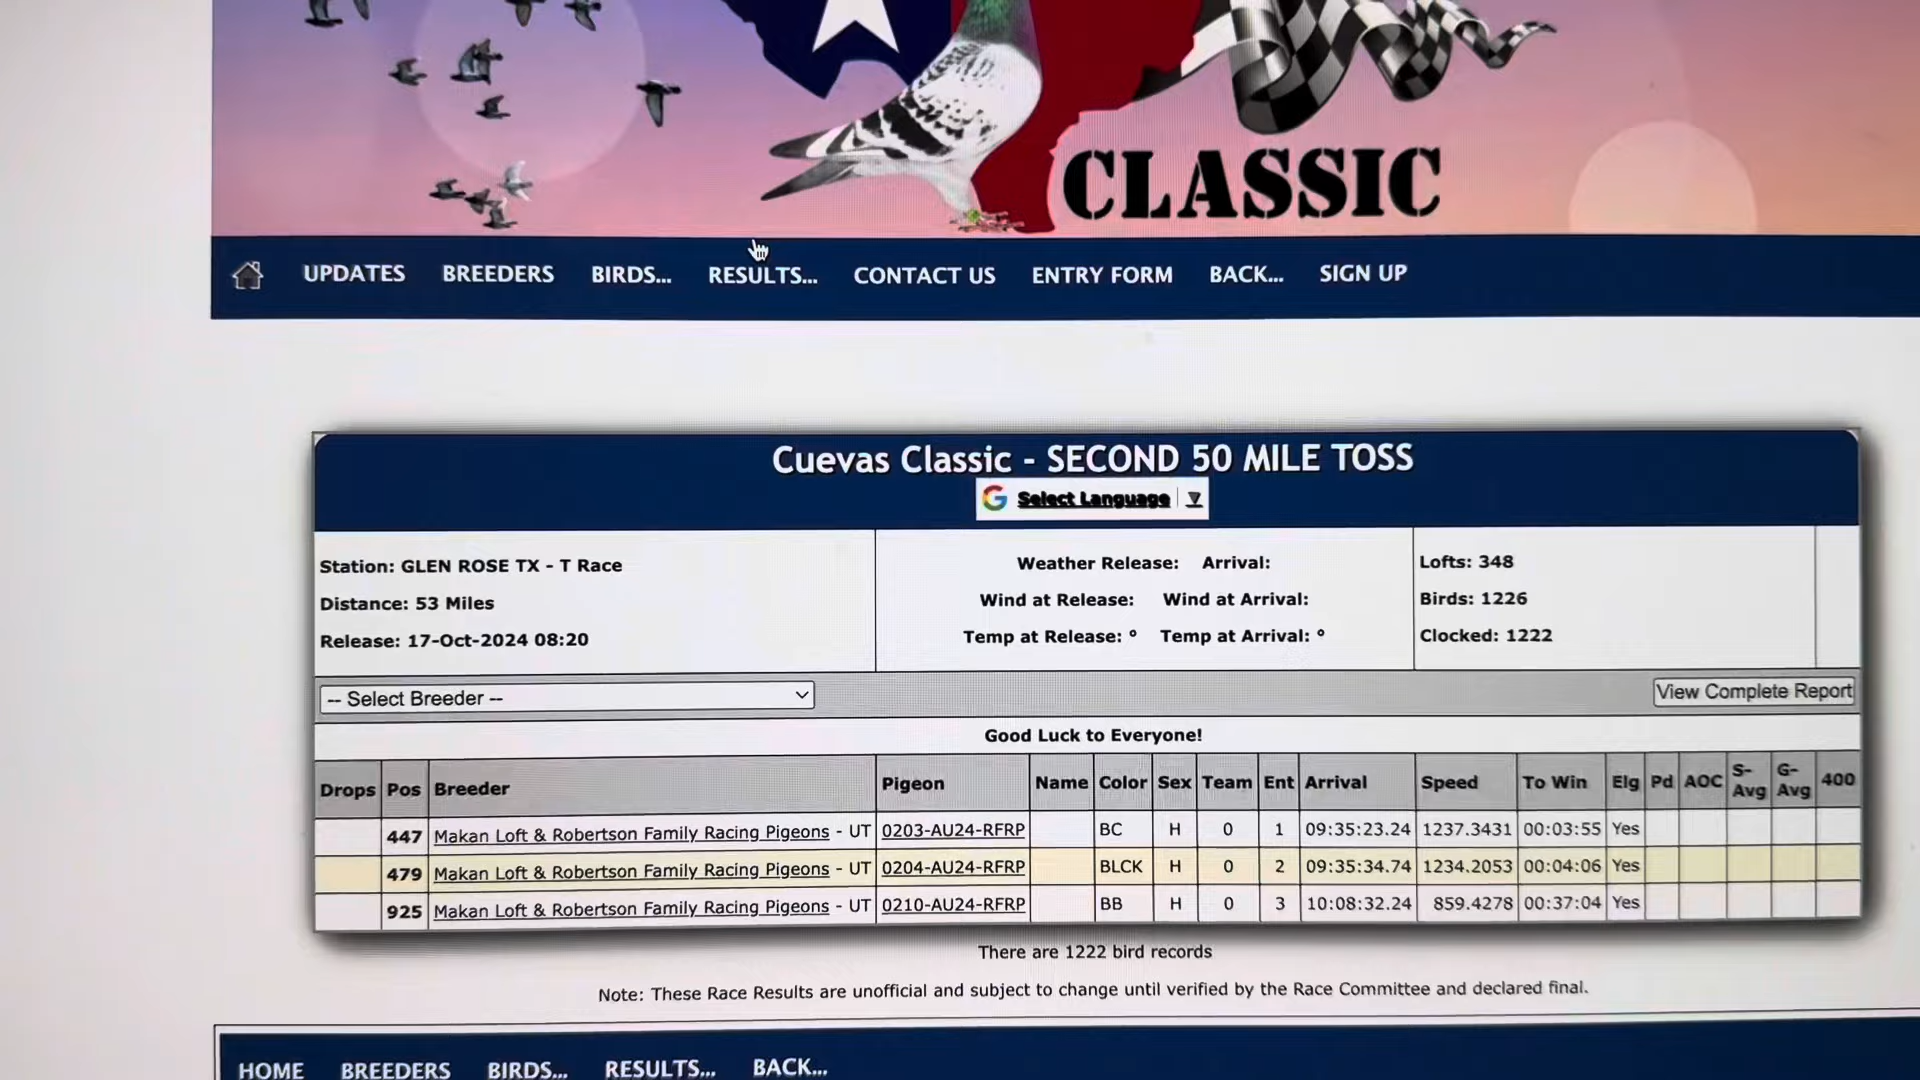 CLASSIC
UPDATES BREEDERS BIRDS... RESULTS... CONTACT US ENTRY FORM BACK... SIGN UP
Cuevas Classic - SECOND 50 MILE TOSS
Select Language
Station: GLEN ROSE TX - T Race
Distance: 53 Miles
Release: 17-Oct-2024 08:20
Weather Release: Arrival:
Wind at Release: Wind at Arrival:
Temp at Release: ° Temp at Arrival: °
Lofts: 348
Birds: 1226
Clocked: 1222
-- Select Breeder --
View Complete Report
Good Luck to Everyone!
Drops Pos Breeder Pigeon Name Color Sex Team Ent Arrival Speed To Win Elg Pd AOC S-Avg G-Avg 400
447 Makan Loft & Robertson Family Racing Pigeons - UT 0203-AU24-RFRP BC H 0 1 09:35:23.24 1237.3431 00:03:55 Yes
479 Makan Loft & Robertson Family Racing Pigeons - UT 0204-AU24-RFRP BLCK H 0 2 09:35:34.74 1234.2053 00:04:06 Yes
925 Makan Loft & Robertson Family Racing Pigeons - UT 0210-AU24-RFRP BB H 0 3 10:08:32.24 859.4278 00:37:04 Yes
There are 1222 bird records
Note: These Race Results are unofficial and subject to change until verified by the Race Committee and declared final.
HOME BREEDERS BIRDS... RESULTS... BACK...